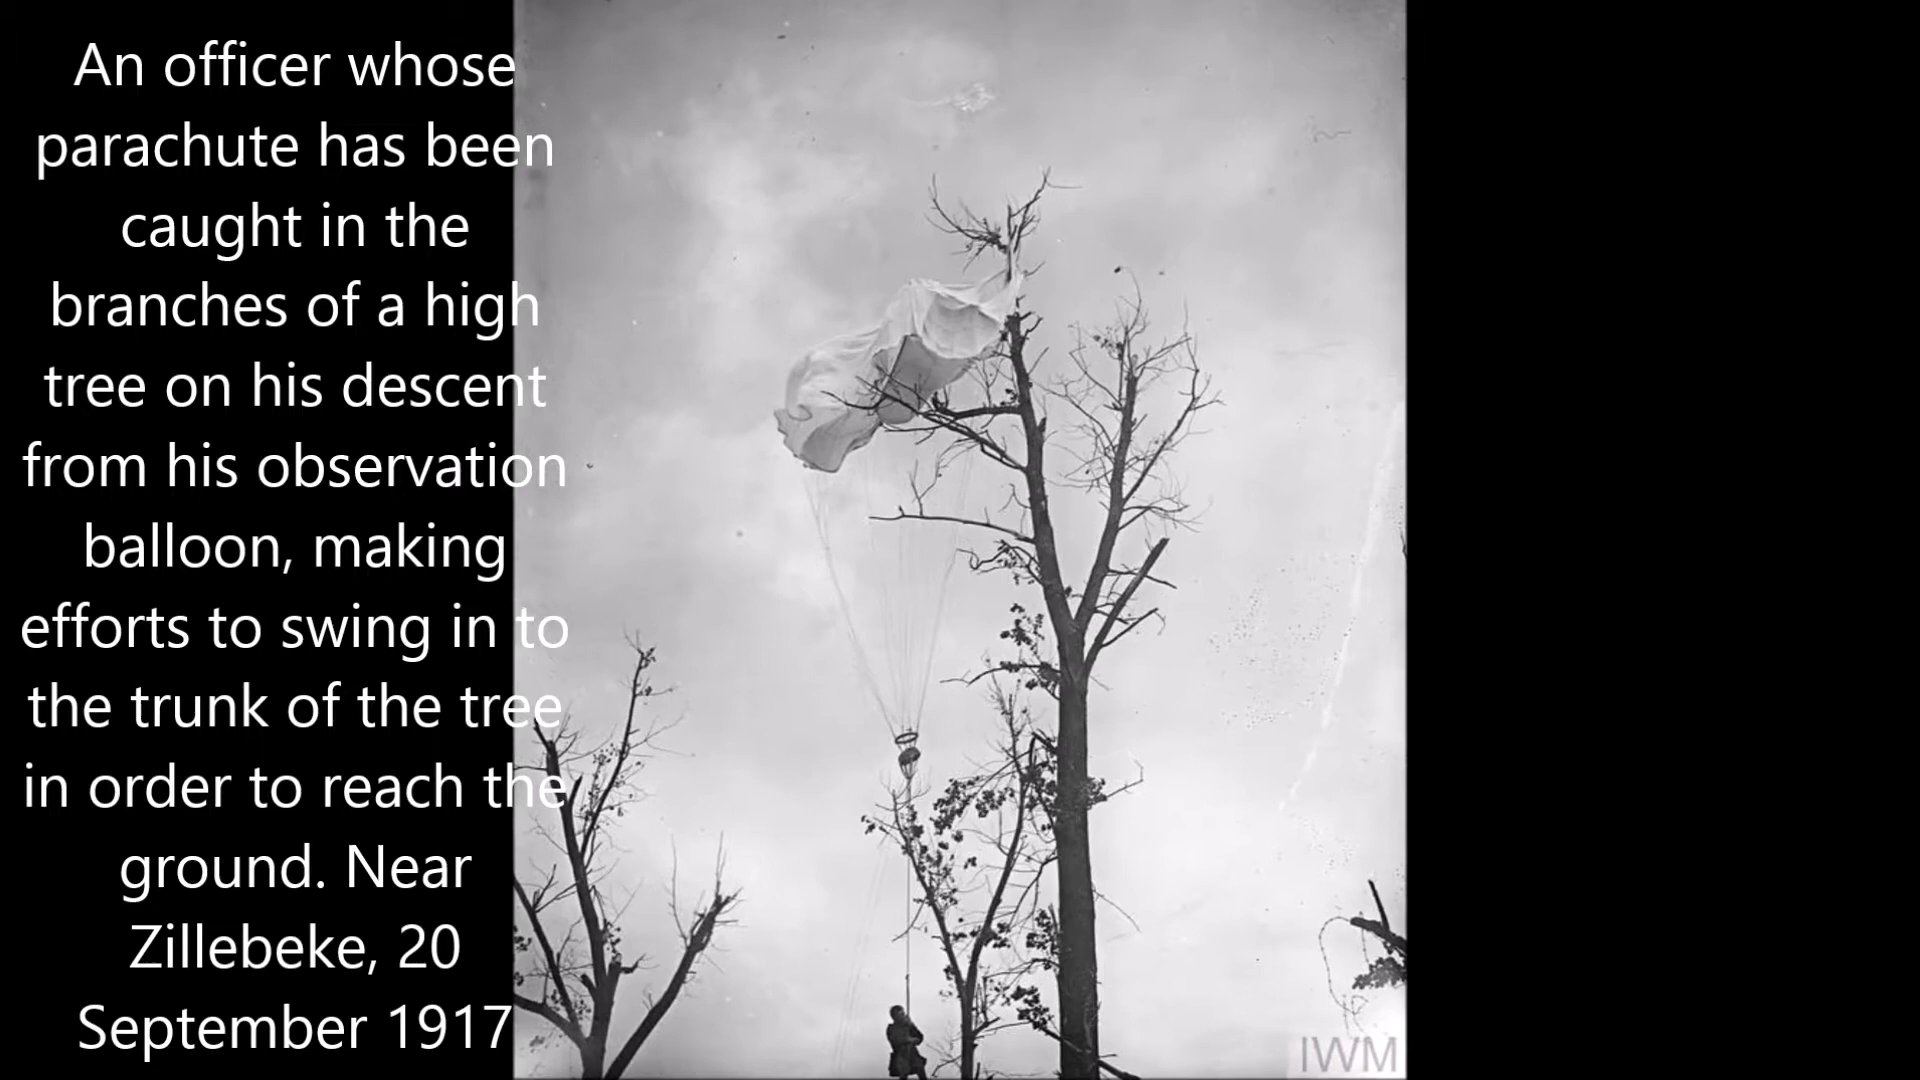 An officer whose
parachute has been
caught in the
branches of a high
tree on his descent
from his observation
balloon, making
efforts to swing in to
the trunk of the tree
in order to reach the
ground. Near
Zillebeke, 20
September 1917
IWM